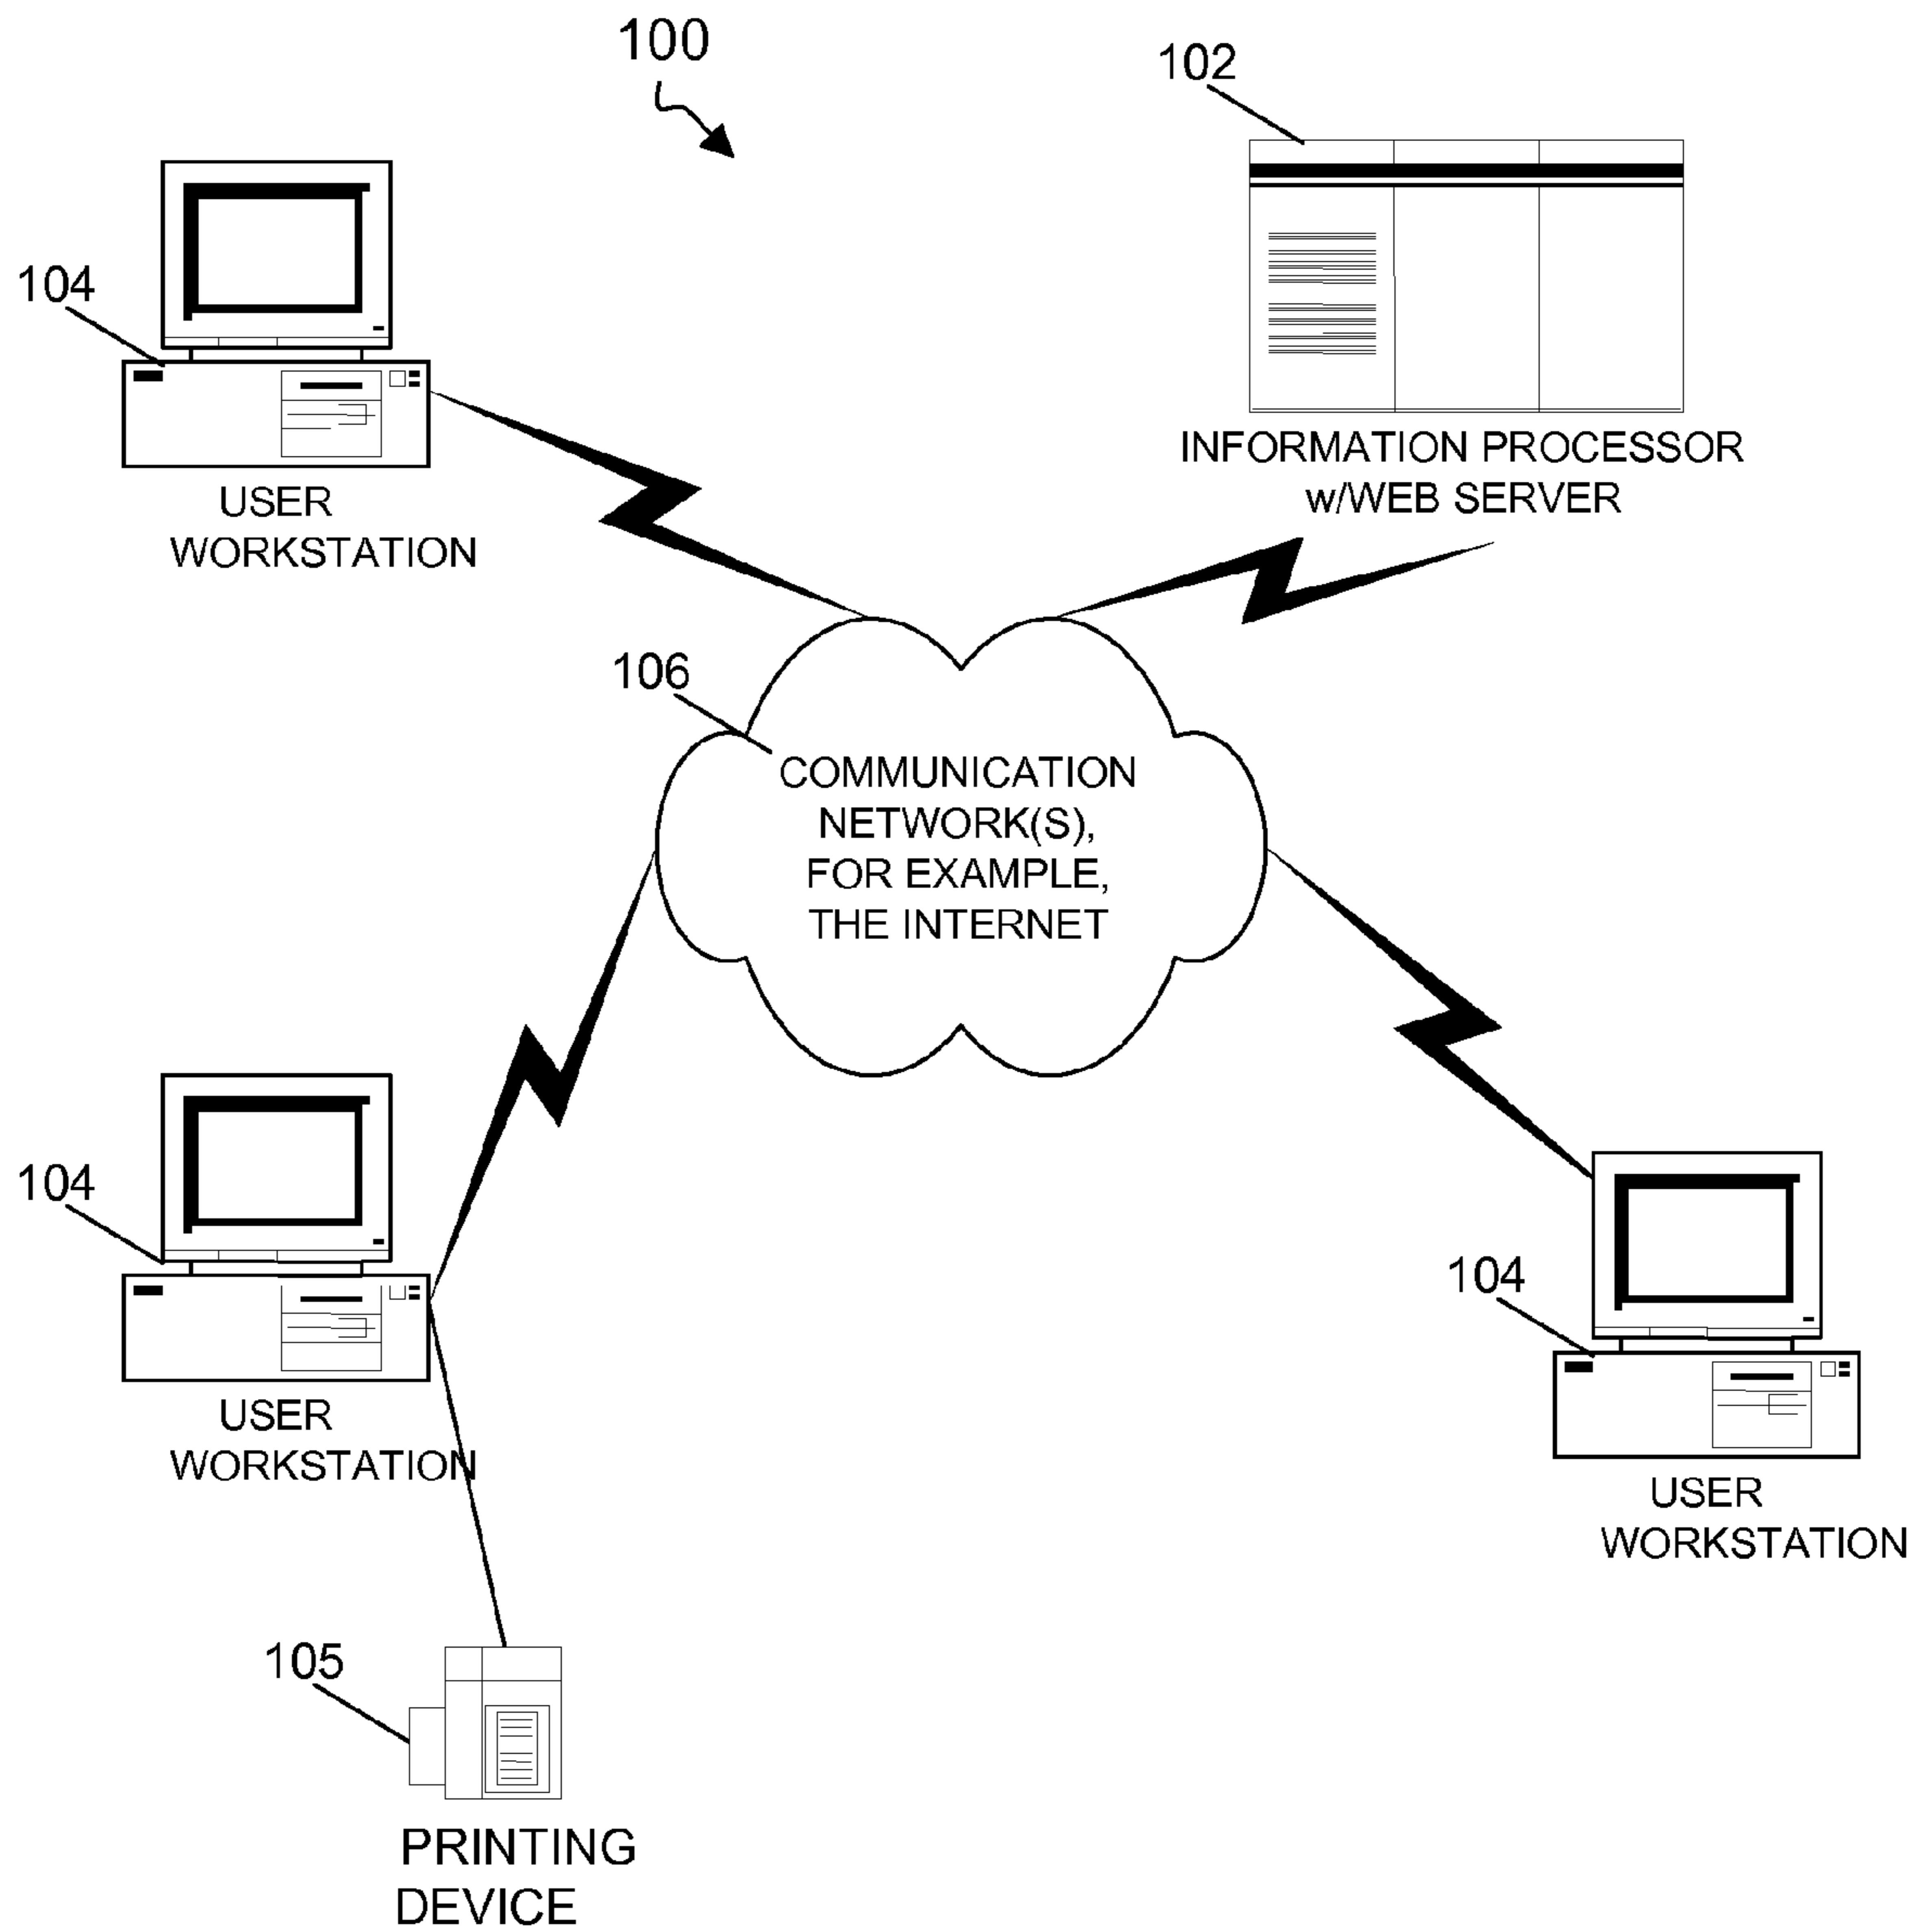 100
102
104
USER
WORKSTATION
INFORMATION PROCESSOR
w/WEB SERVER
106
COMMUNICATION
NETWORK(S),
FOR EXAMPLE,
THE INTERNET
104
USER
WORKSTATION
104
USER
WORKSTATION
105
PRINTING
DEVICE